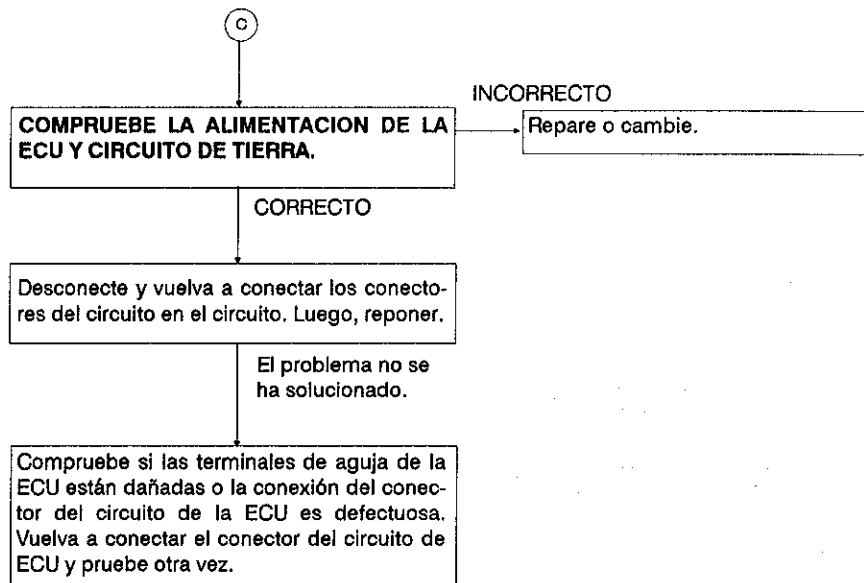 C
COMPRUEBE LA ALIMENTACION DE LA
ECU Y CIRCUITO DE TIERRA.
INCORRECTO
Repare o cambie.
CORRECTO
Desconecte y vuelva a conectar los conecto-
res del circuito en el circuito. Luego, reponer.
El problema no se
ha solucionado.
Compruebe si las terminales de aguja de la
ECU están dañadas o la conexión del conec-
tor del circuito de la ECU es defectuosa.
Vuelva a conectar el conector del circuito de
ECU y pruebe otra vez.